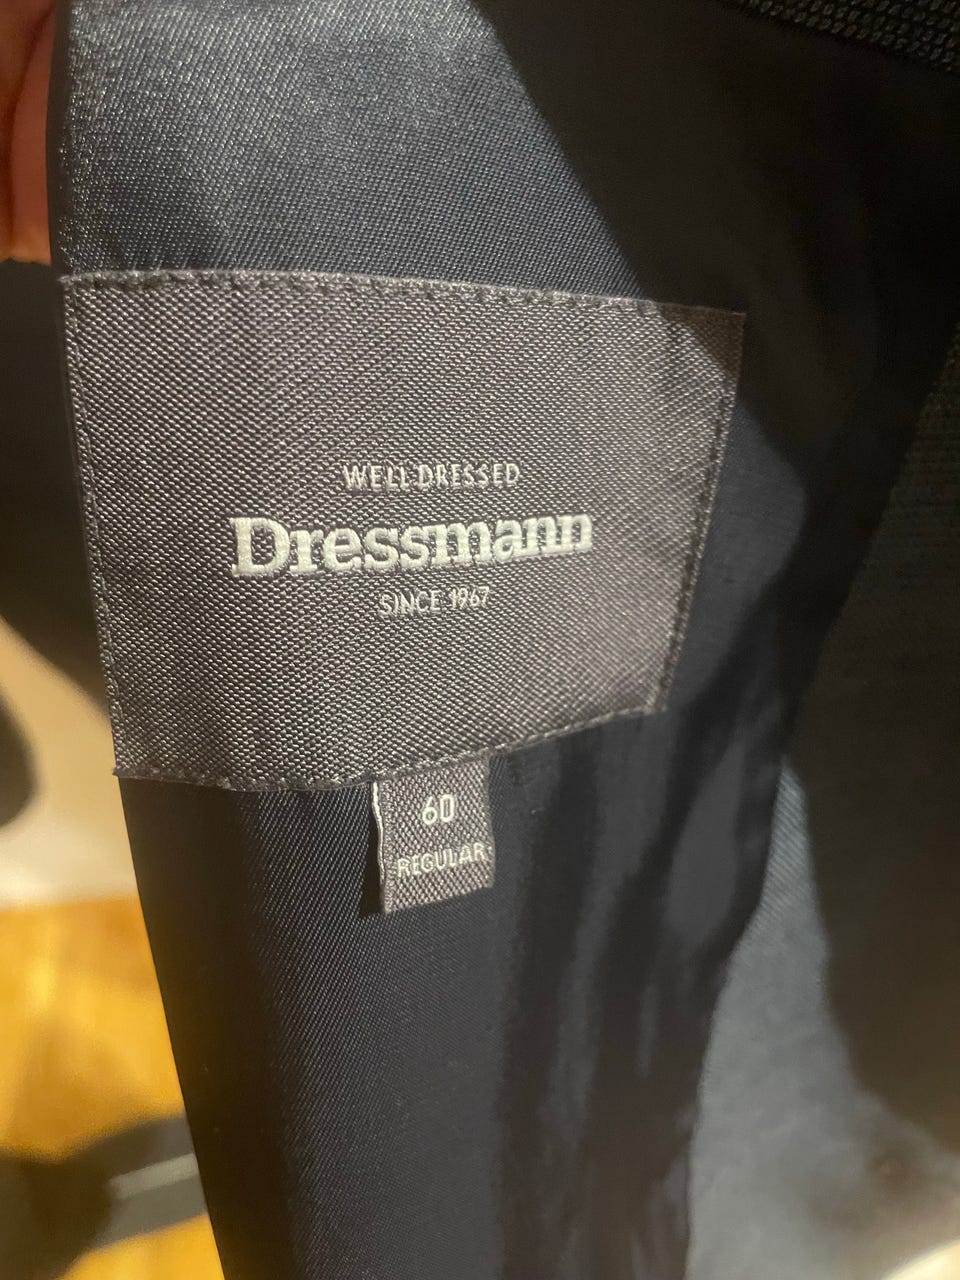 WELL DRESSED
Dressmann
SINCE 1967
60
REGULAR